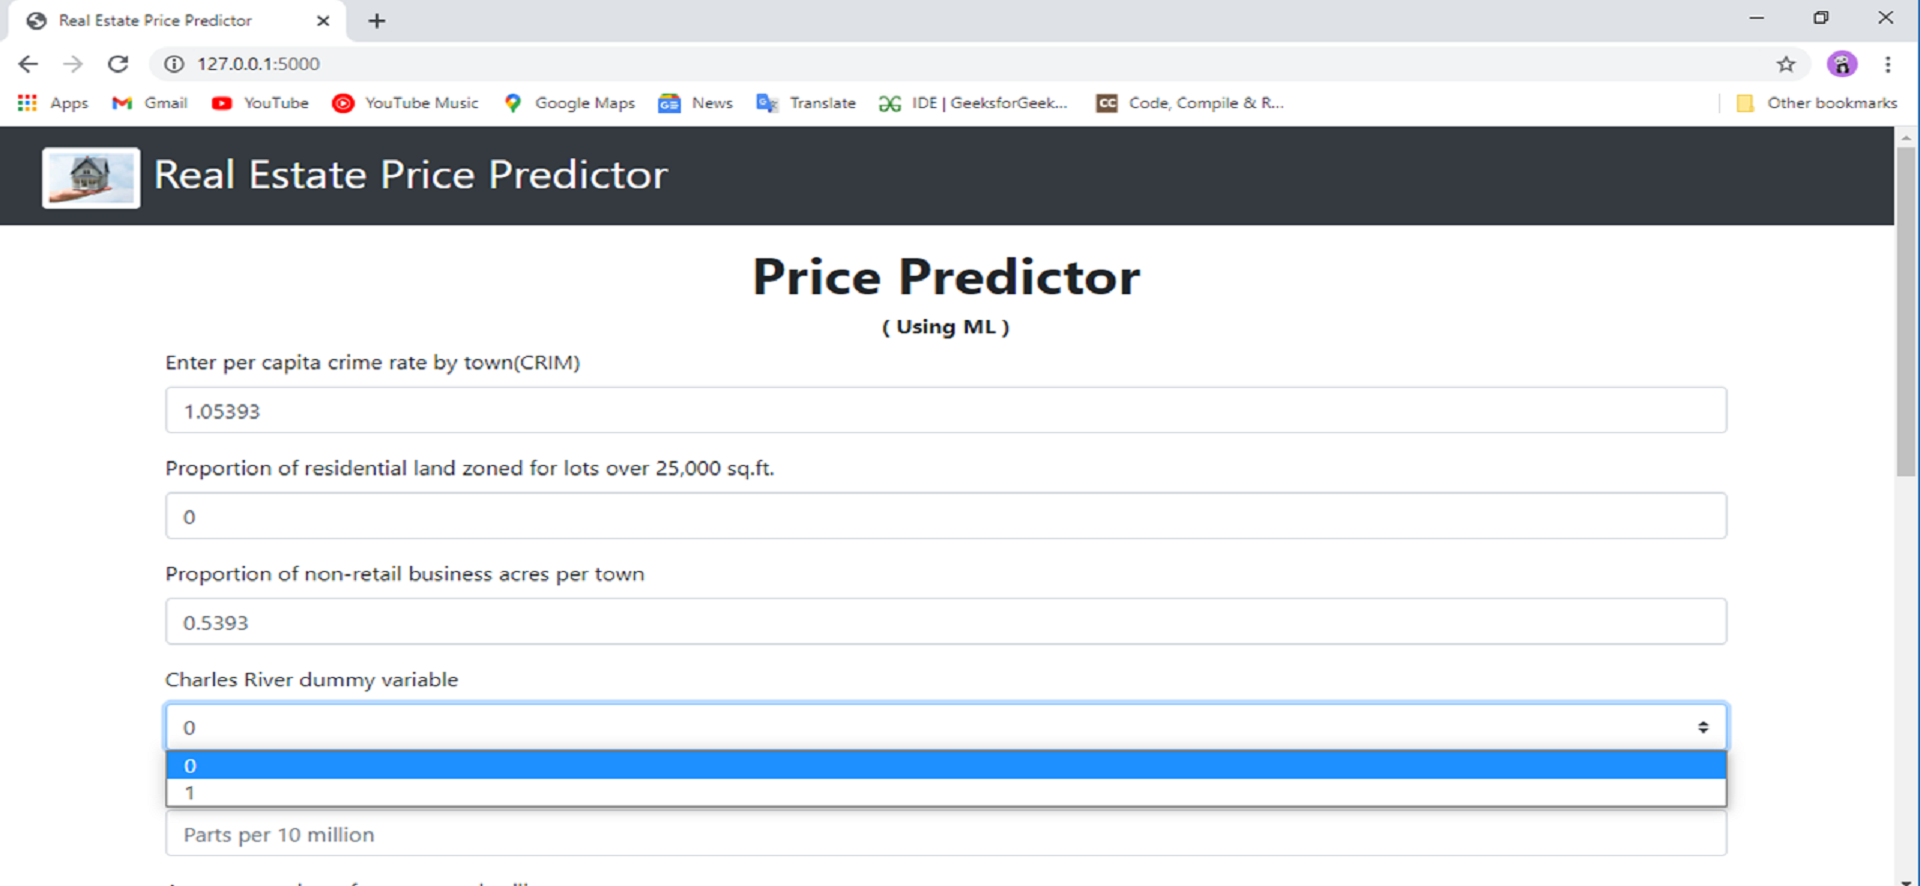 Real Estate Price Predictor
127.0.0.1:5000
Apps Gmail YouTube YouTube Music Google Maps News Translate IDE | GeeksforGeek... Code, Compile & R... Other bookmarks
Real Estate Price Predictor
Price Predictor
( Using ML )
Enter per capita crime rate by town(CRIM)
1.05393
Proportion of residential land zoned for lots over 25,000 sq.ft.
0
Proportion of non-retail business acres per town
0.5393
Charles River dummy variable
0
0
1
Parts per 10 million